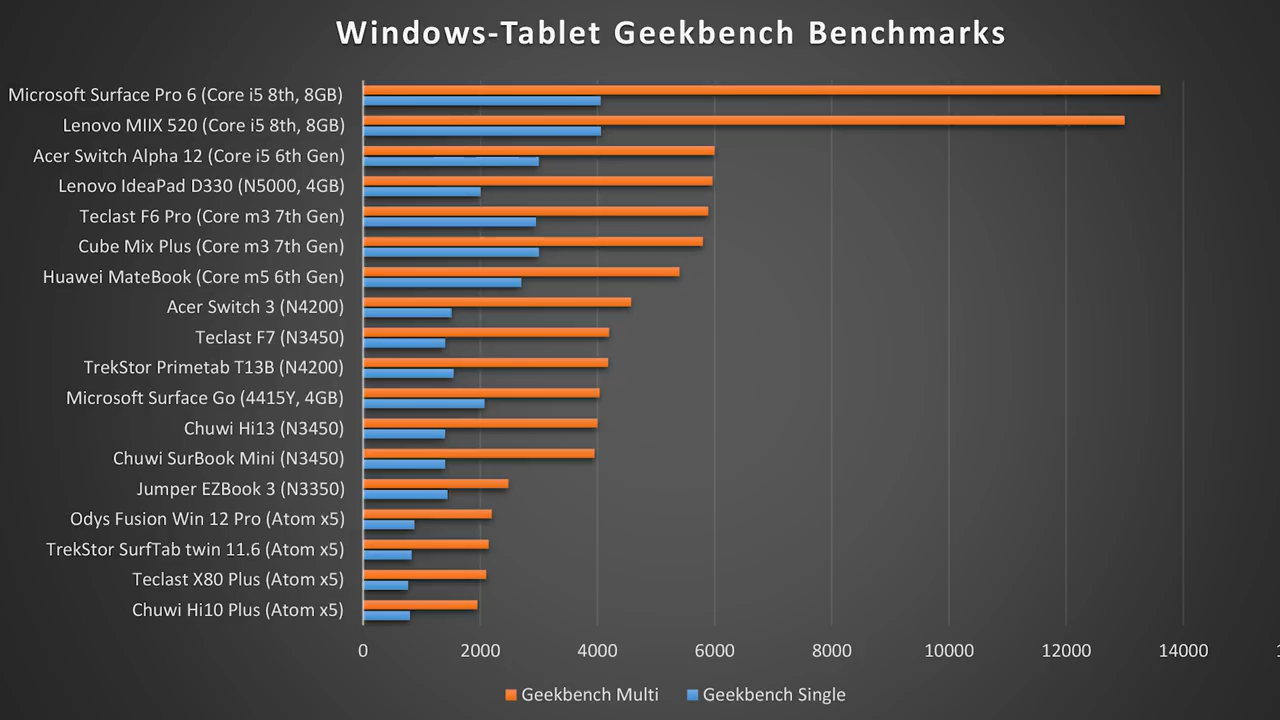 Windows-Tablet Geekbench Benchmarks
Microsoft Surface Pro 6 (Core i5 8th, 8GB)
Lenovo MIIX 520 (Core i5 8th, 8GB)
Acer Switch Alpha 12 (Core i5 6th Gen)
Lenovo IdeaPad D330 (N5000, 4GB)
Teclast F6 Pro (Core m3 7th Gen)
Cube Mix Plus (Core m3 7th Gen)
Huawei MateBook (Core m5 6th Gen)
Acer Switch 3 (N4200)
Teclast F7 (N3450)
TrekStor Primetab T13B (N4200)
Microsoft Surface Go (4415Y, 4GB)
Chuwi Hi13 (N3450)
Chuwi SurBook Mini (N3450)
Jumper EZBook 3 (N3350)
Odys Fusion Win 12 Pro (Atom x5)
TrekStor SurfTab twin 11.6 (Atom x5)
Teclast X80 Plus (Atom x5)
Chuwi Hi10 Plus (Atom x5)
0 2000 4000 6000 8000 10000 12000 14000
Geekbench Multi Geekbench Single